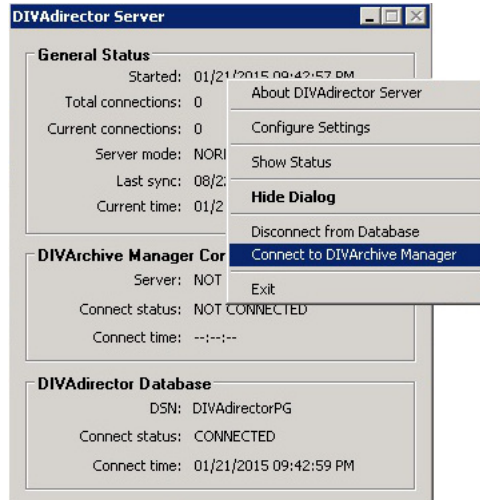 DIVAdirector Server
General Status
Started: 01/21/2015 09:42:57 PM
Total connections: 0
Current connections: 0
Server mode:
Last sync:
Current time:
About DIVAdirector Server
Configure Settings
Show Status
Hide Dialog
Disconnect from Database
Connect to DIVArchive Manager
Exit
DIVArchive Manager
Server: NOT
Connect status: NOT CONNECTED
Connect time: --:--:--
DIVAdirector Database
DSN: DIVAdirectorPG
Connect status: CONNECTED
Connect time: 01/21/2015 09:42:59 PM